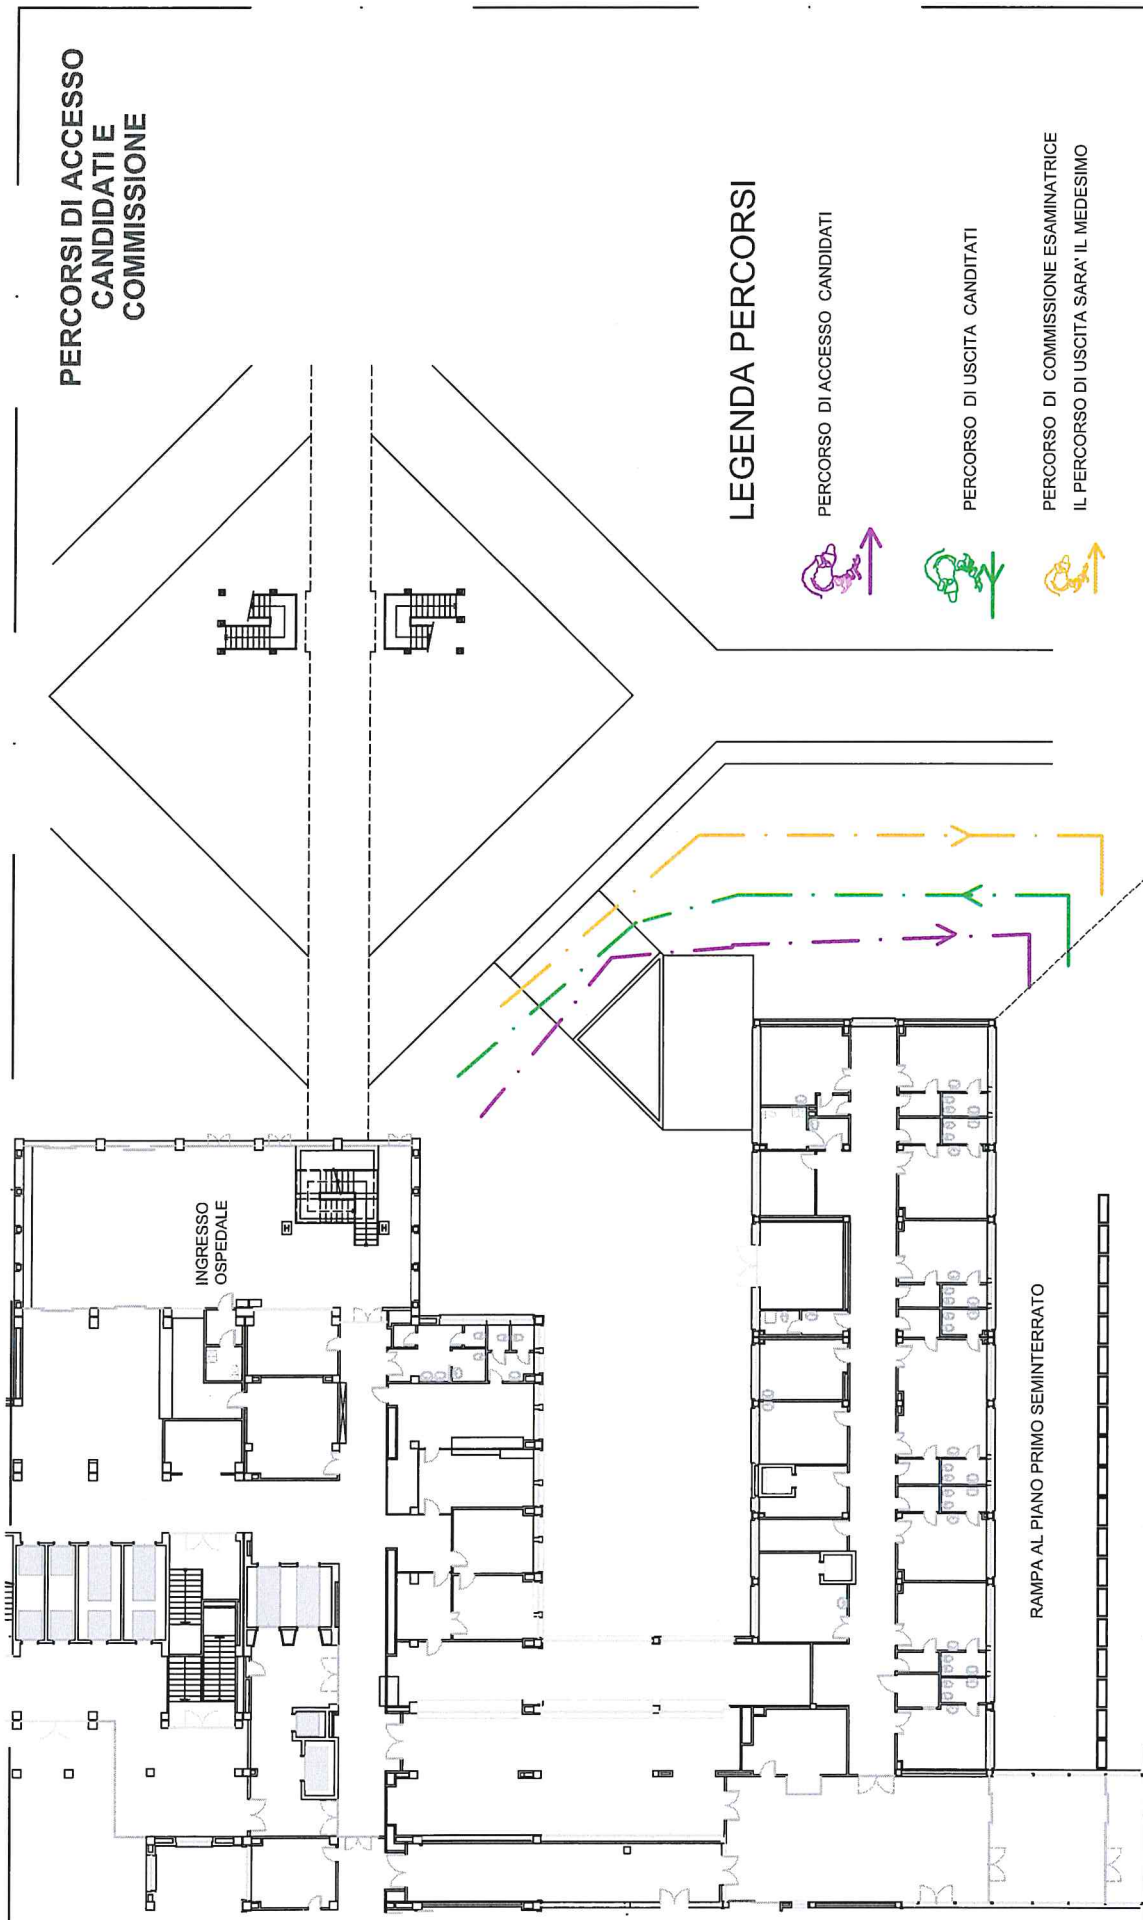 PERCORSI DI ACCESSO
CANDIDATI E
COMMISSIONE
INGRESSO
OSPEDALE
H
H
LEGENDA PERCORSI
PERCORSO DI ACCESSO CANDIDATI
PERCORSO DI USCITA CANDITATI
PERCORSO DI COMMISSIONE ESAMINATRICE
IL PERCORSO DI USCITA SARA' IL MEDESIMO
RAMPA AL PIANO PRIMO SEMINTERRATO